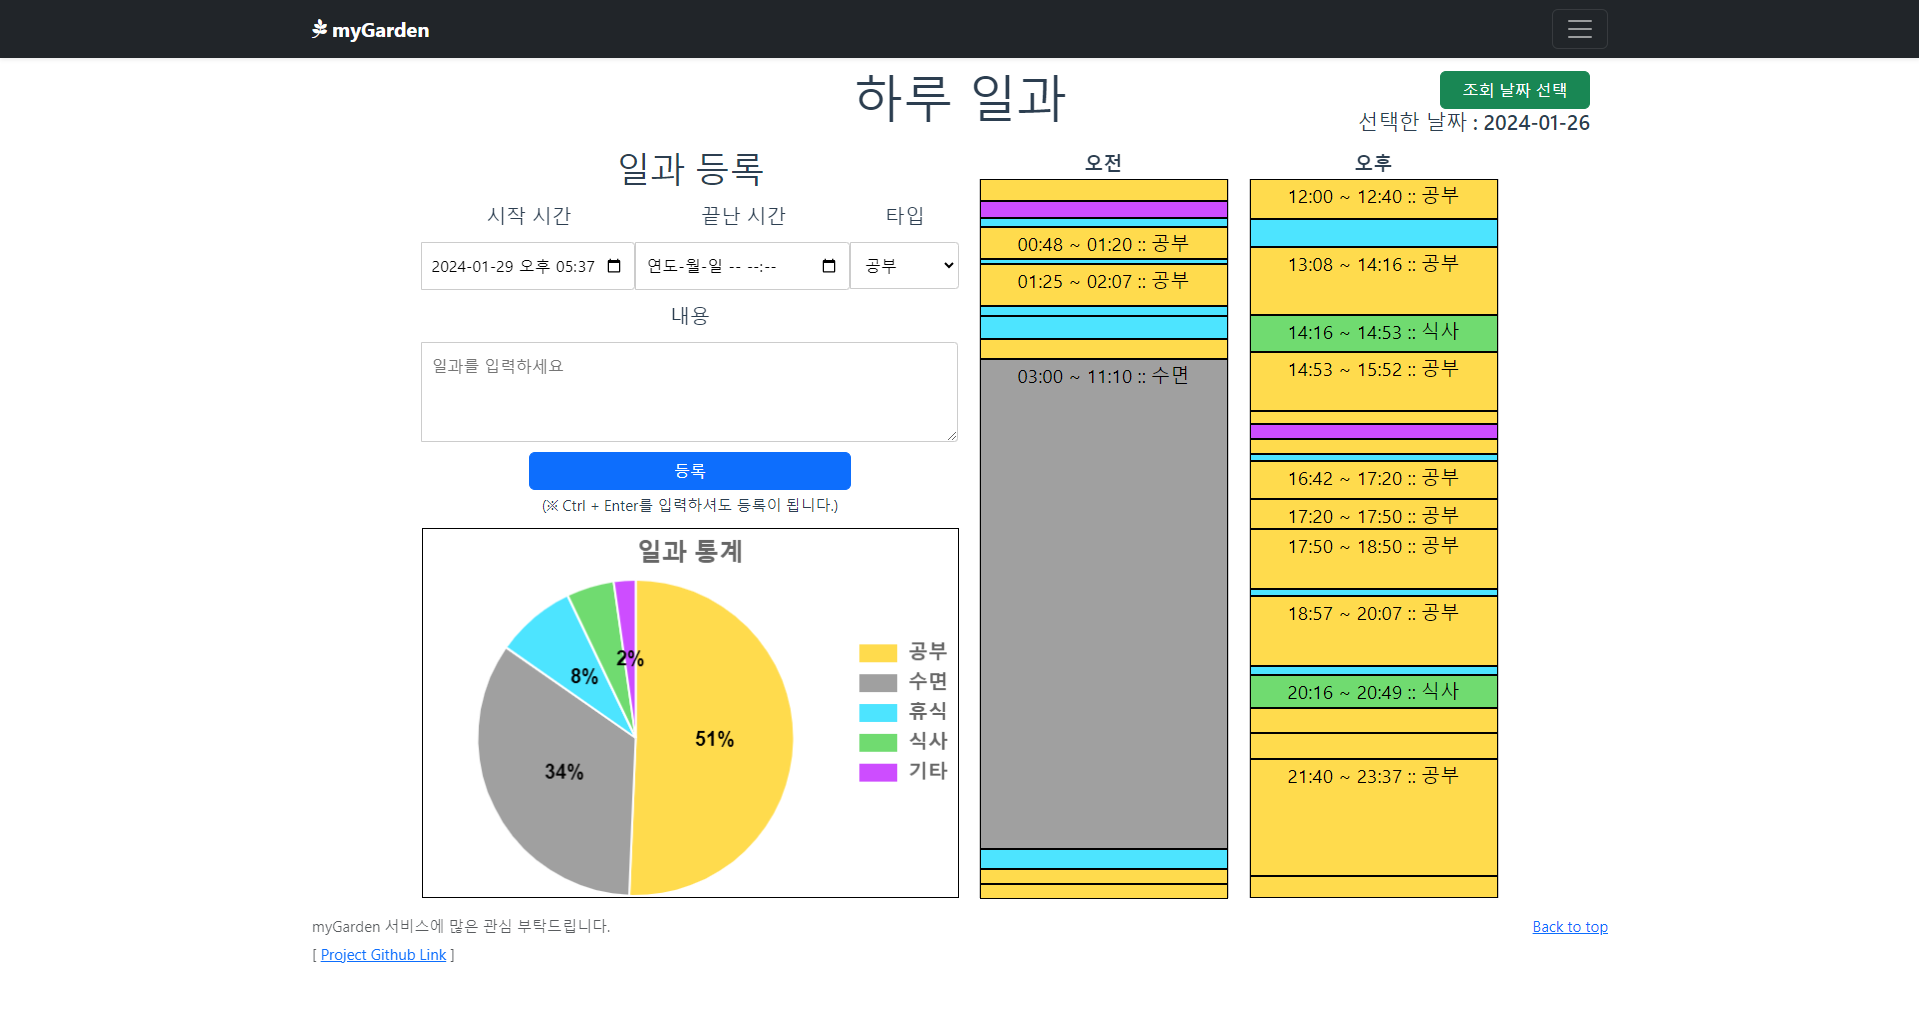 myGarden
하루 일과
조회 날짜 선택
선택한 날짜 : 2024-01-26
일과 등록
시작 시간 끝난 시간 타입
2024-01-29 오후 05:37 연도-월-일 -- --:-- 공부
내용
일과를 입력하세요
등록
(※ Ctrl + Enter를 입력하셔도 등록이 됩니다.)
일과 통계
2%
8%
51%
34%
공부
수면
휴식
식사
기타
오전
00:48 ~ 01:20 :: 공부
01:25 ~ 02:07 :: 공부
03:00 ~ 11:10 :: 수면
오후
12:00 ~ 12:40 :: 공부
13:08 ~ 14:16 :: 공부
14:16 ~ 14:53 :: 식사
14:53 ~ 15:52 :: 공부
16:42 ~ 17:20 :: 공부
17:20 ~ 17:50 :: 공부
17:50 ~ 18:50 :: 공부
18:57 ~ 20:07 :: 공부
20:16 ~ 20:49 :: 식사
21:40 ~ 23:37 :: 공부
myGarden 서비스에 많은 관심 부탁드립니다.
Back to top
[ Project Github Link ]